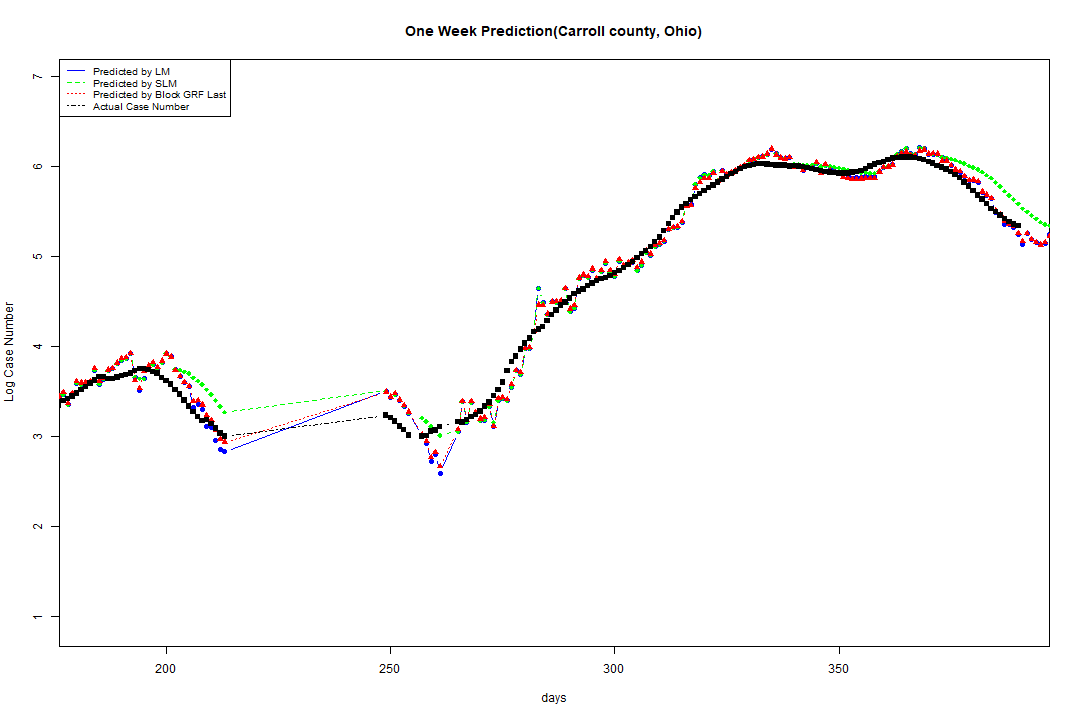 One Week Prediction(Carroll county, Ohio)
Predicted by LM
Predicted by SLM
Predicted by Block GRF Last
Actual Case Number
Log Case Number
7
6
5
4
3
2
1
200 250 300 350
days